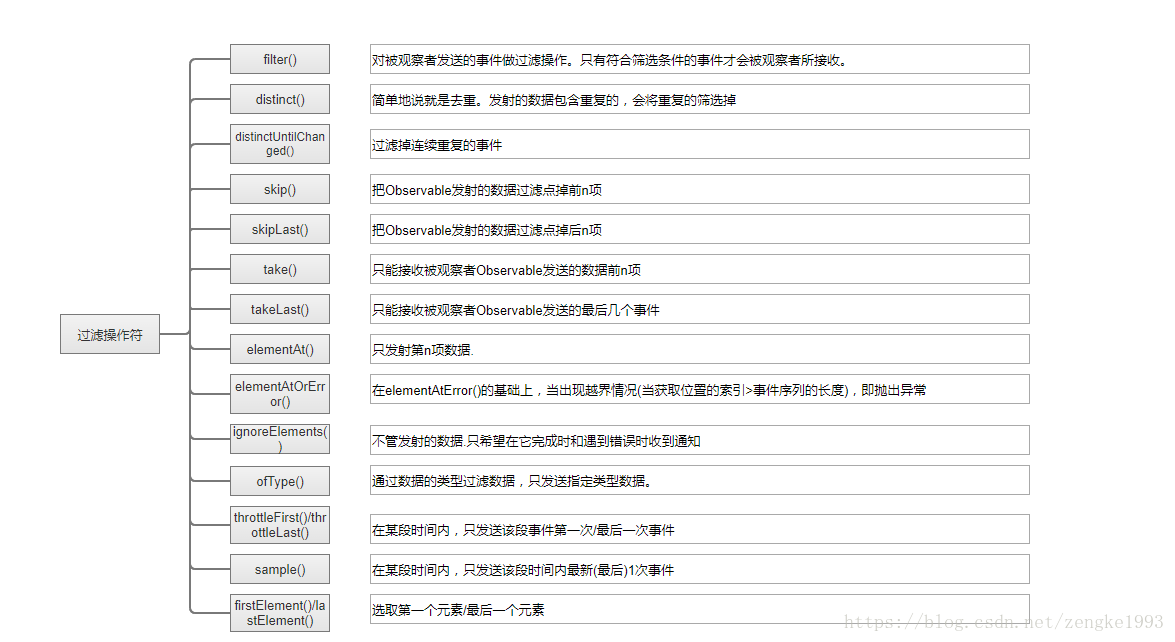 filter()
对被观察者发送的事件做过滤操作。只有符合筛选条件的事件才会被观察者所接收。
distinct()
简单地说就是去重。发射的数据包含重复的，会将重复的筛选掉
distinctUntilChan
ged()
过滤掉连续重复的事件
skip()
把Observable发射的数据过滤点掉前n项
skipLast()
把Observable发射的数据过滤点掉后n项
take()
只能接收被观察者Observable发送的数据前n项
takeLast()
只能接收被观察者Observable发送的最后几个事件
过滤操作符
elementAt()
只发射第n项数据.
elementAtOrErr
or()
在elementAtError()的基础上，当出现越界情况(当获取位置的索引>事件序列的长度)，即抛出异常
ignoreElements(
)
不管发射的数据.只希望在它完成时和遇到错误时收到通知
ofType()
通过数据的类型过滤数据，只发送指定类型数据。
throttleFirst()/thr
ottleLast()
在某段时间内，只发送该段事件第一次/最后一次事件
sample()
在某段时间内，只发送该段时间内最新(最后)1次事件
firstElement()/la
stElement()
选取第一个元素/最后一个元素
https://blog.csdn.net/zengke1993